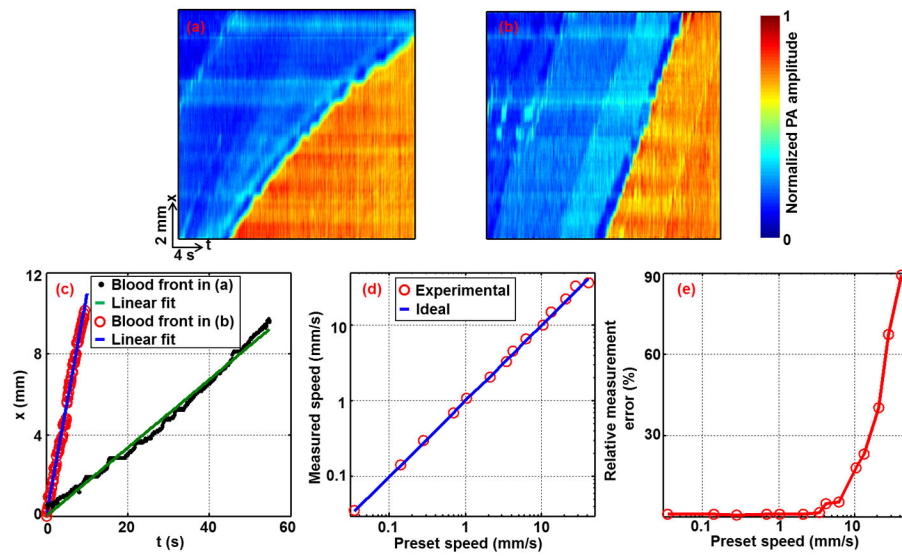 (a)
(b)
1
Normalized PA amplitude
0
2 mm
x
4 s
t
(c)
12
8
4
0
x (mm)
0
20
40
60
t (s)
Blood front in (a)
Linear fit
Blood front in (b)
Linear fit
(d)
Experimental
Ideal
Measured speed (mm/s)
10
1
0.1
0.1
1
10
Preset speed (mm/s)
(e)
Relative measurement
error (%)
90
60
30
0.1
1
10
Preset speed (mm/s)